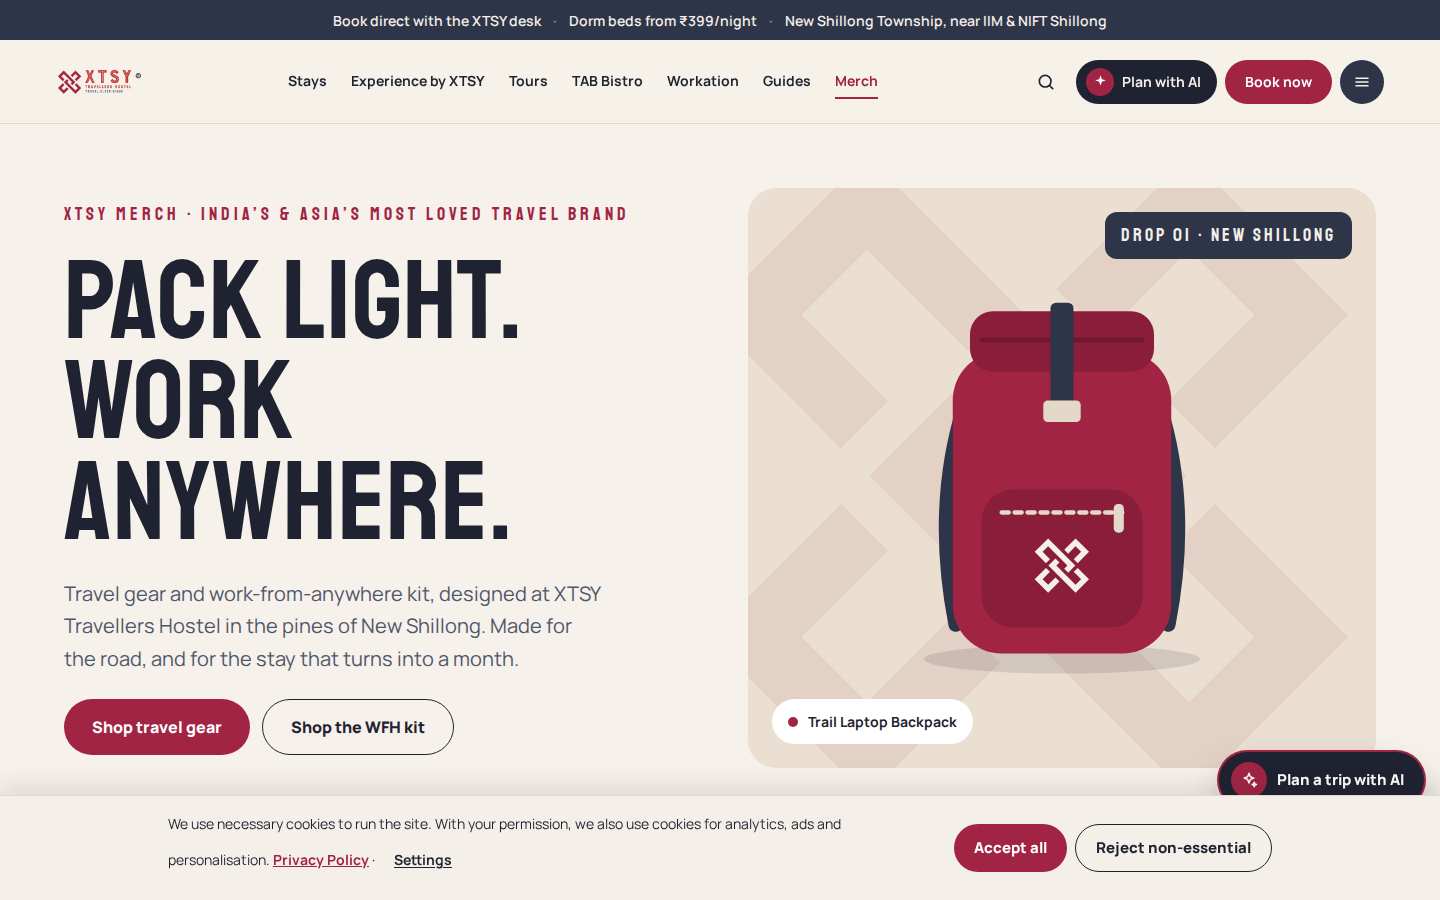 Book direct with the XTSY desk · Dorm beds from ₹399/night · New Shillong Township, near IIM & NIFT Shillong
XTSY ®
TRAVELLERS HOSTEL
Stays Experience by XTSY Tours TAB Bistro Workation Guides Merch
Plan with AI Book now
XTSY MERCH · INDIA'S & ASIA'S MOST LOVED TRAVEL BRAND
PACK LIGHT.
WORK
ANYWHERE.
Travel gear and work-from-anywhere kit, designed at XTSY
Travellers Hostel in the pines of New Shillong. Made for
the road, and for the stay that turns into a month.
Shop travel gear Shop the WFH kit
DROP 01 · NEW SHILLONG
Trail Laptop Backpack
Plan a trip with AI
We use necessary cookies to run the site. With your permission, we also use cookies for analytics, ads and
personalisation. Privacy Policy · Settings
Accept all Reject non-essential